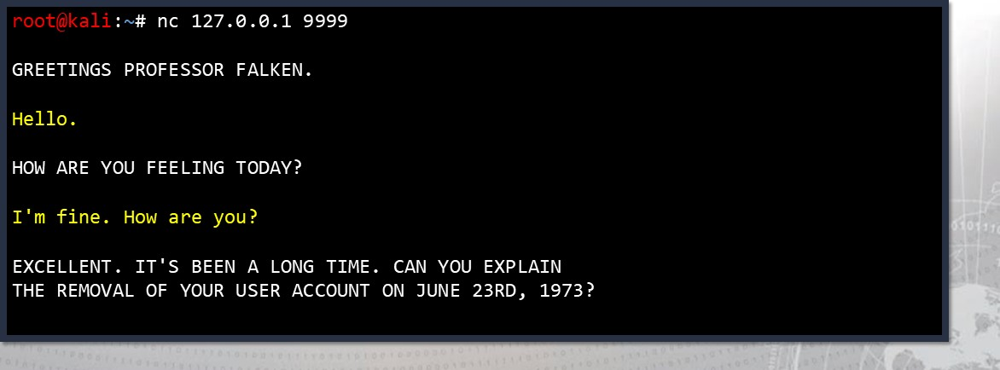 root@kali:~# nc 127.0.0.1 9999
GREETINGS PROFESSOR FALKEN.
Hello.
HOW ARE YOU FEELING TODAY?
I'm fine. How are you?
EXCELLENT. IT'S BEEN A LONG TIME. CAN YOU EXPLAIN
THE REMOVAL OF YOUR USER ACCOUNT ON JUNE 23RD, 1973?